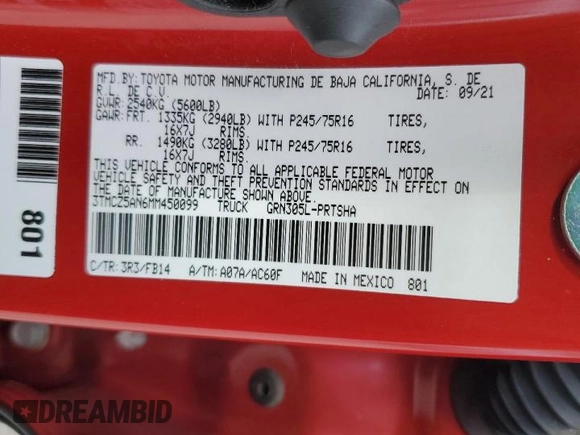 MFD.BY:TOYOTA MOTOR MANUFACTURING DE BAJA CALIFORNIA, S. DE
R.L. DE C.V. DATE: 09/21
GVWR: 2540KG (5600LB)
GAWR:FRT. 1335KG (2940LB) WITH P245/75R16 TIRES,
16X7J RIMS.
RR. 1490KG (3280LB) WITH P245/75R16 TIRES,
16X7J RIMS.
THIS VEHICLE CONFORMS TO ALL APPLICABLE FEDERAL MOTOR
VEHICLE SAFETY AND THEFT PREVENTION STANDARDS IN EFFECT ON
THE DATE OF MANUFACTURE SHOWN ABOVE.
3TMCZ5AN6MM450099 TRUCK GRN305L-PRTSHA
C/TR:3R3/FB14 A/TM:A07A/AC60F MADE IN MEXICO 801
801
DREAMBID